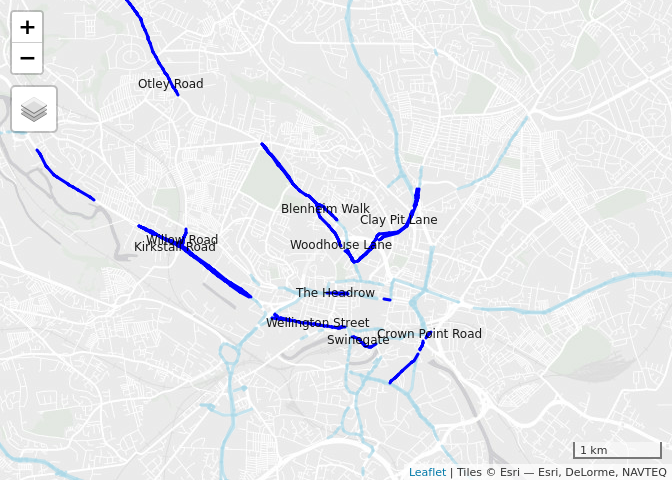 +
−
Otley Road
Blenheim Walk
Clay Pit Lane
Willow Road
Kirkstall Road
Woodhouse Lane
The Headrow
Wellington Street
Crown Point Road
Swinegate
1 km
Leaflet | Tiles © Esri — Esri, DeLorme, NAVTEQ